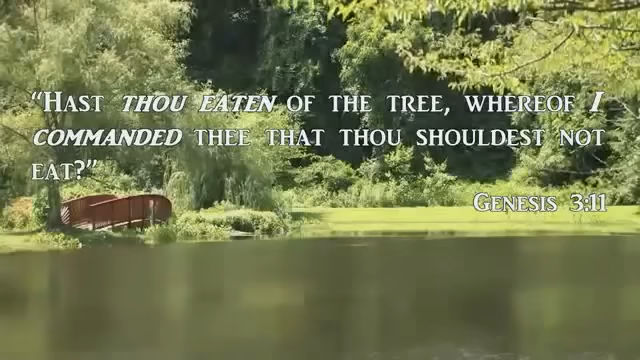 “Hast thou eaten of the tree, whereof I
commanded thee that thou shouldest not
eat?”
Genesis 3:11